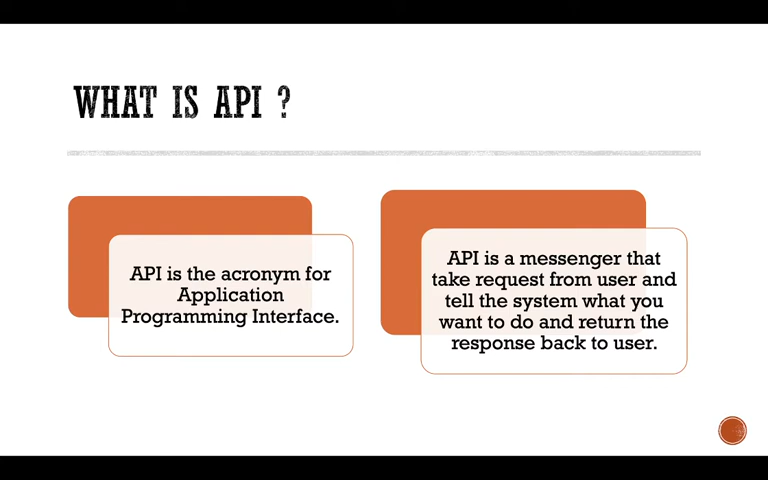 WHAT IS API ?
API is the acronym for
Application
Programming Interface.
API is a messenger that
take request from user and
tell the system what you
want to do and return the
response back to user.